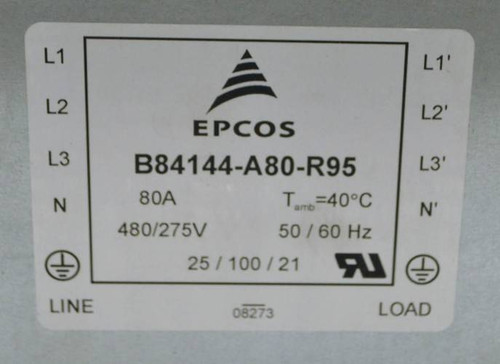 L1 L1'
EPCOS
L2 L2'
B84144-A80-R95
L3 L3'
80A Tamb=40°C
N N'
480/275V 50 / 60 Hz
25 / 100 / 21 RU
LINE 08273 LOAD